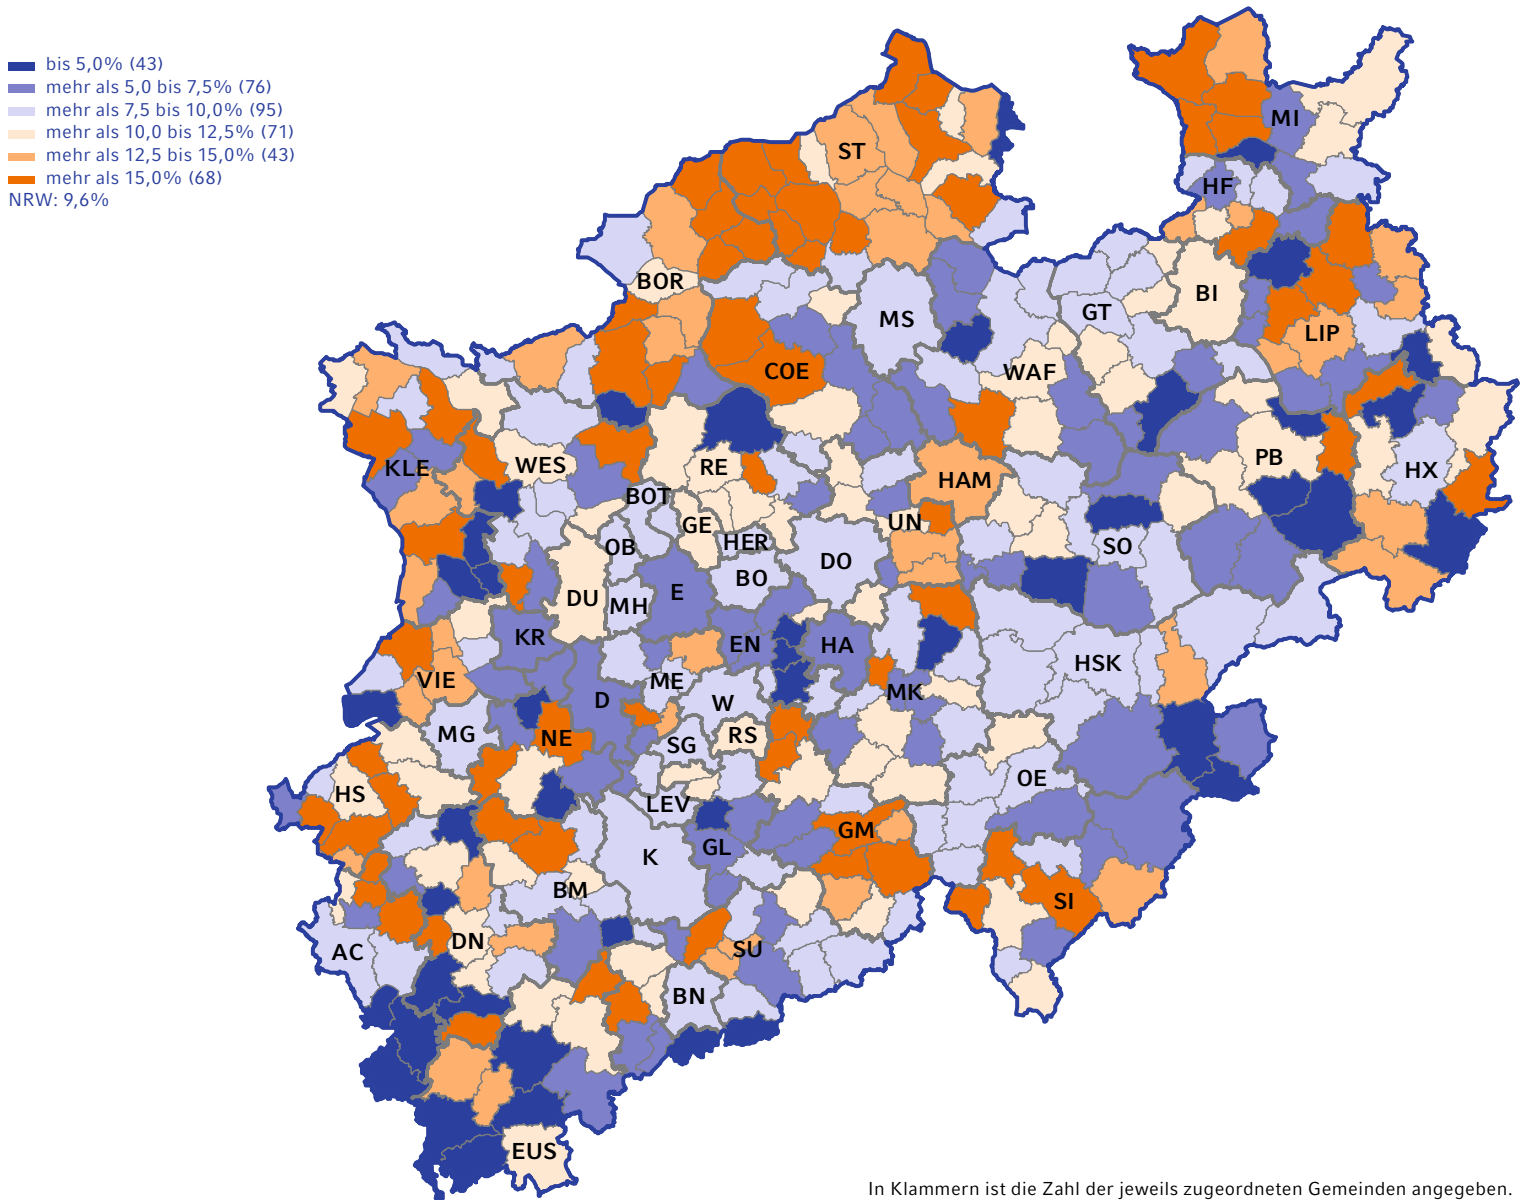 bis 5,0% (43)
mehr als 5,0 bis 7,5% (76)
mehr als 7,5 bis 10,0% (95)
mehr als 10,0 bis 12,5% (71)
mehr als 12,5 bis 15,0% (43)
mehr als 15,0% (68)
NRW: 9,6%
MI
ST
HF
BOR
BI
MS
GT
LIP
COE
WAF
KLE
WES
RE
PB
HX
HAM
BOT
GE
UN
OB
HER
SO
DO
BO
DU
MH
E
KR
EN
HA
HSK
VIE
ME
MK
D
W
MG
NE
SG
RS
HS
LEV
OE
GM
K
GL
BM
SI
DN
SU
AC
BN
EUS
In Klammern ist die Zahl der jeweils zugeordneten Gemeinden angegeben.